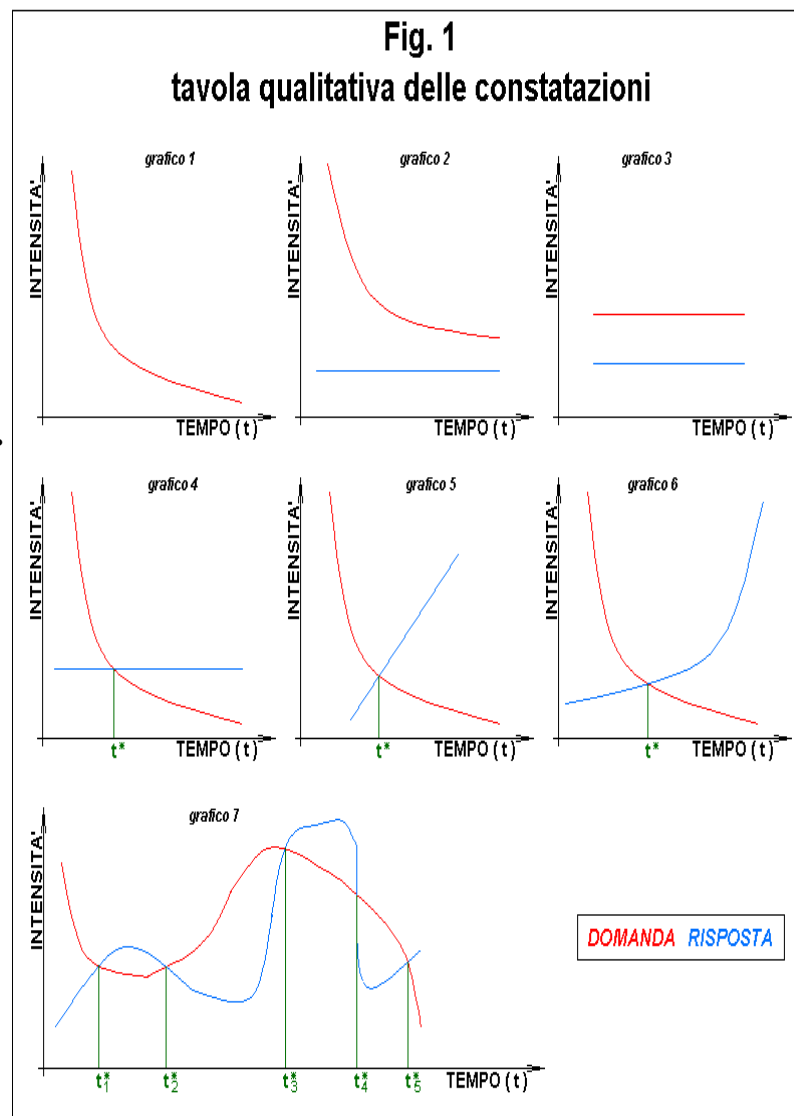 Fig. 1
tavola qualitativa delle constatazioni
grafico 1
INTENSITA'
TEMPO ( t )
grafico 2
INTENSITA'
TEMPO ( t )
grafico 3
INTENSITA'
TEMPO ( t )
grafico 4
INTENSITA'
t*
TEMPO ( t )
grafico 5
INTENSITA'
t*
TEMPO ( t )
grafico 6
INTENSITA'
t*
TEMPO ( t )
grafico 7
INTENSITA'
t*1 t*2 t*3 t*4 t*5 TEMPO ( t )
DOMANDA RISPOSTA